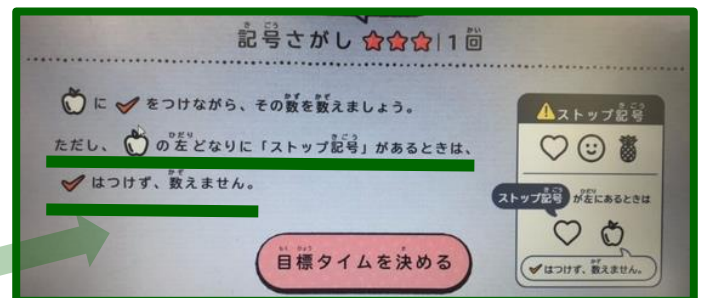 記号さがし ☆☆☆|1回
🍎に✔をつけながら、その数を数えましょう。
ただし、🍎の左どなりに「ストップ記号」があるときは、
✔はつけず、数えません。
目標タイムを決める
⚠ストップ記号
ストップ記号が左にあるときは
✔はつけず、数えません。